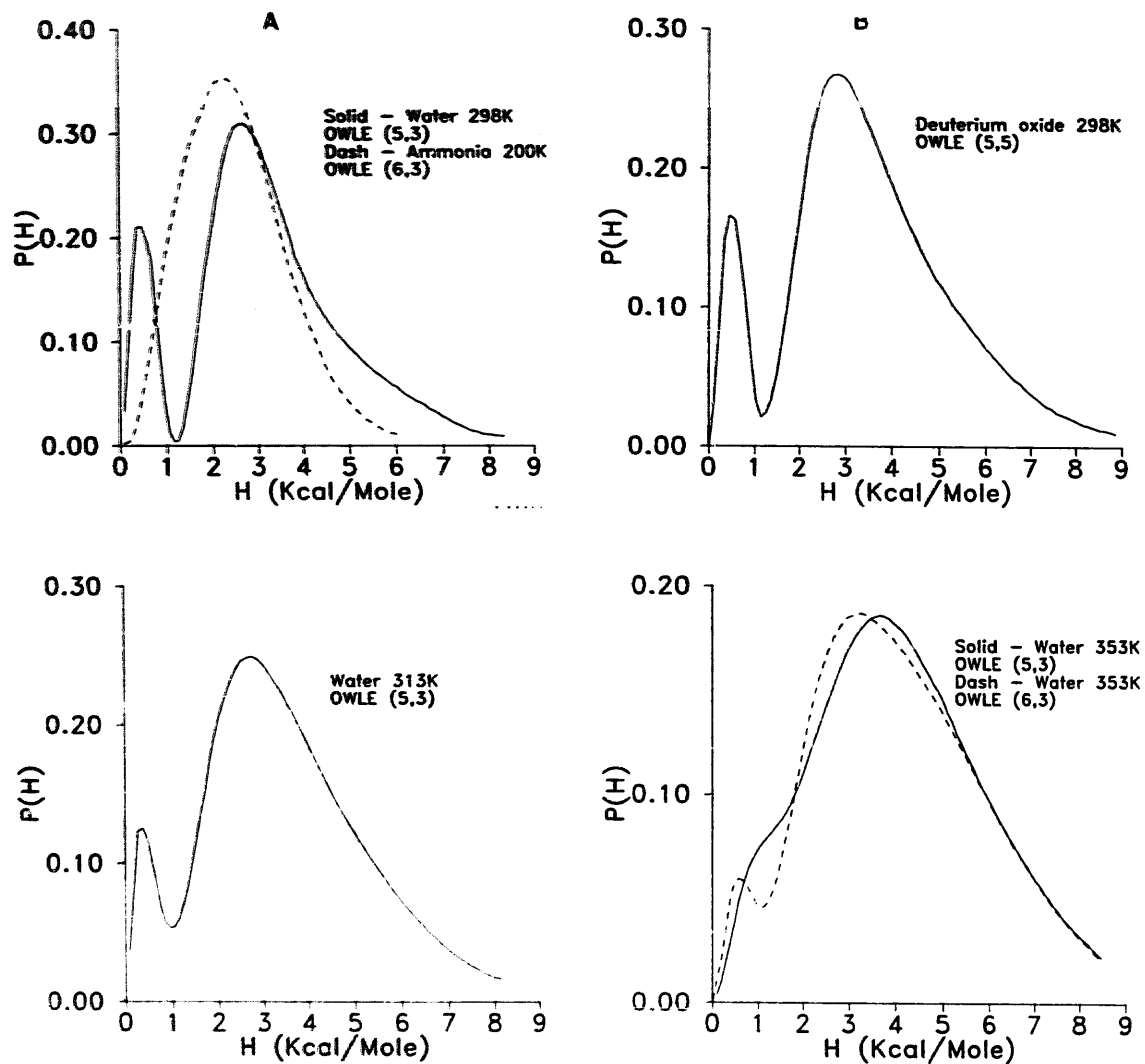 A
0.40
0.30
0.20
0.10
0.00
P(H)
Solid – Water 298K
OWLE (5,3)
Dash – Ammonia 200K
OWLE (6,3)
0 1 2 3 4 5 6 7 8 9
H (Kcal/Mole)
0.30
0.20
0.10
0.00
P(H)
Deuterium oxide 298K
OWLE (5,5)
0 1 2 3 4 5 6 7 8 9
H (Kcal/Mole)
0.30
0.20
0.10
0.00
P(H)
Water 313K
OWLE (5,3)
0 1 2 3 4 5 6 7 8 9
H (Kcal/Mole)
0.20
0.10
0.00
P(H)
Solid – Water 353K
OWLE (5,3)
Dash – Water 353K
OWLE (6,3)
0 1 2 3 4 5 6 7 8 9
H (Kcal/Mole)